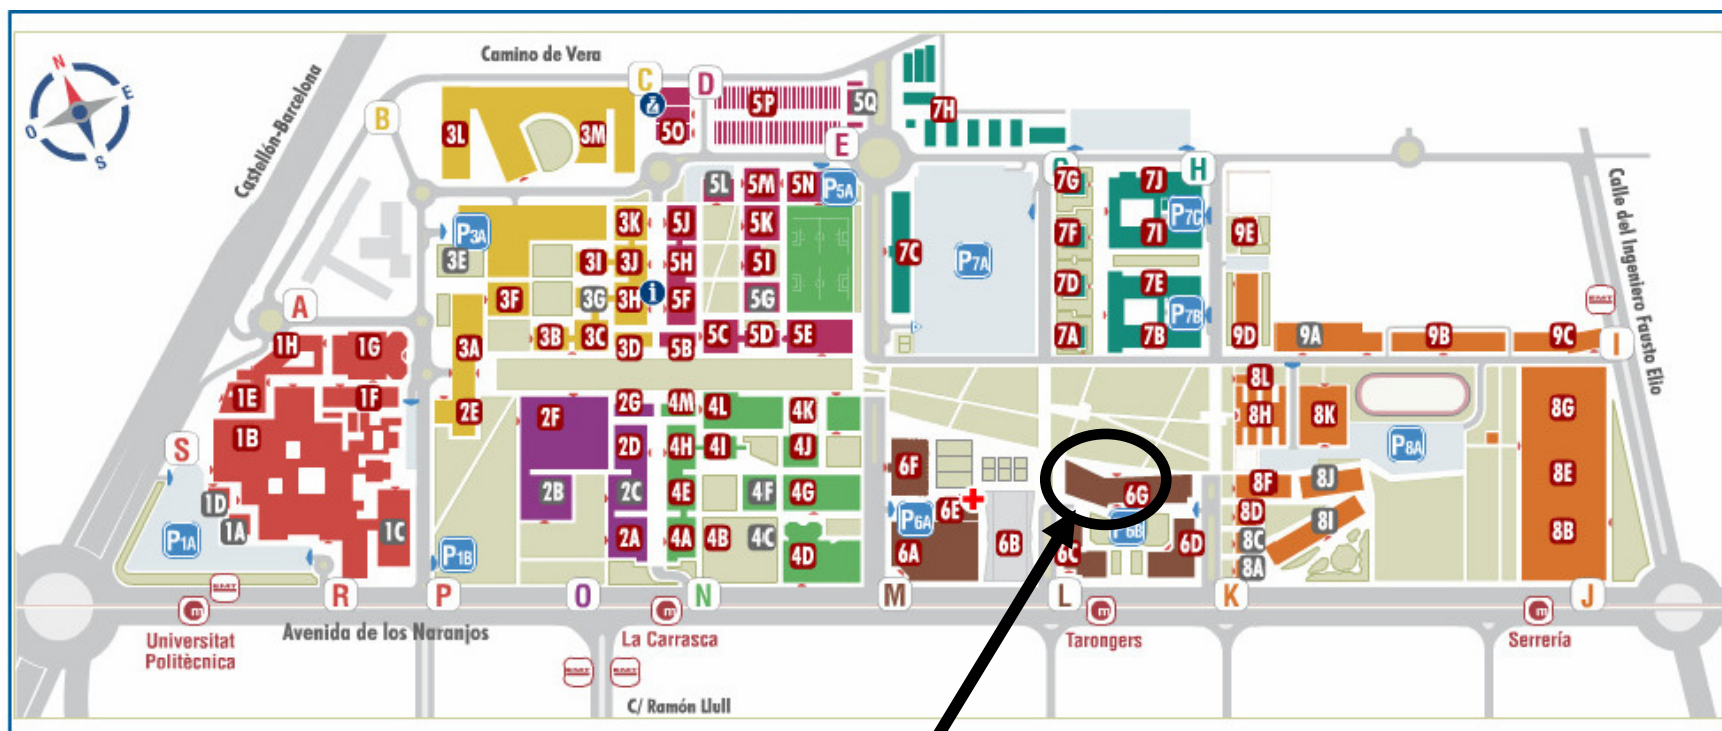 Camino de Vera
Castellón-Barcelona
Calle del Ingeniero Fausto Elio
N
E
S
O
C
D
B
5P
5Q
7H
3L
3M
5O
E
G
H
5L
5M
5N
P5A
7G
7J
P7C
P3A
3K
5J
5K
7C
7F
7I
9E
3E
3I
3J
5H
5I
P7A
7D
7E
3F
3G
3H
i
5F
5G
P7B
A
3B
3C
3D
5B
5C
5D
5E
7A
7B
9D
9A
9B
9C
EMT
I
1H
1G
3A
1E
1F
2E
2F
2G
4M
4L
4K
8L
8H
8K
8G
1B
2D
4H
4I
4J
P8A
S
6F
6G
8F
8J
8E
1D
1A
1C
2B
2C
4E
4F
4G
P6A
6E
8D
8I
P1A
P1B
2A
4A
4B
4C
4D
6A
6B
6C
P6B
6D
8C
8A
8B
R
P
O
N
M
L
K
J
EMT
m
m
m
m
Universitat
Politècnica
Avenida de los Naranjos
La Carrasca
Tarongers
Serrería
EMT
EMT
C/ Ramón Llull